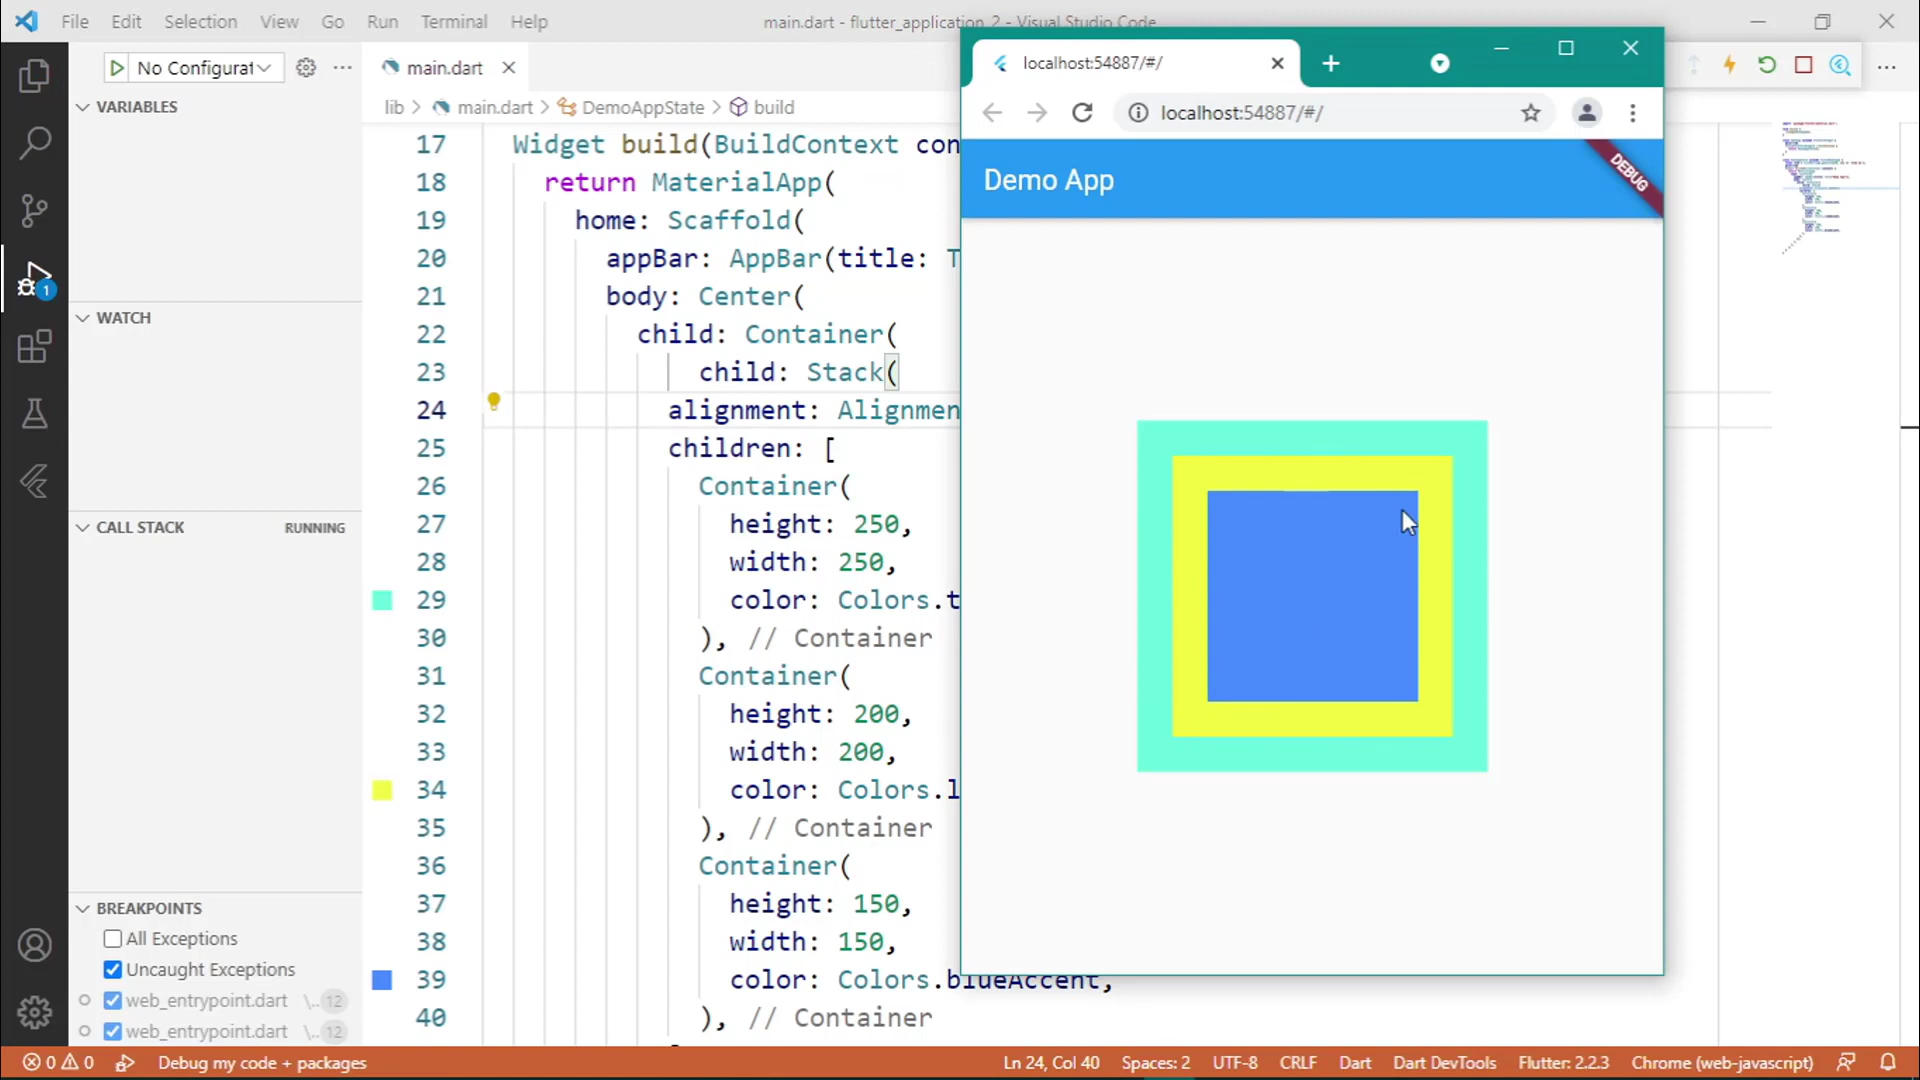 File Edit Selection View Go Run Terminal Help
main.dart - flutter_application_2 - Visual Studio Code
No Configurat
main.dart
VARIABLES
WATCH
CALL STACK RUNNING
BREAKPOINTS
All Exceptions
Uncaught Exceptions
web_entrypoint.dart \.. 12
web_entrypoint.dart \.. 12
1
lib > main.dart > DemoAppState > build
17 Widget build(BuildContext con
18 return MaterialApp(
19 home: Scaffold(
20 appBar: AppBar(title: T
21 body: Center(
22 child: Container(
23 child: Stack(
24 alignment: Alignmen
25 children: [
26 Container(
27 height: 250,
28 width: 250,
29 color: Colors.t
30 ), // Container
31 Container(
32 height: 200,
33 width: 200,
34 color: Colors.l
35 ), // Container
36 Container(
37 height: 150,
38 width: 150,
39 color: Colors.blueAccent,
40 ), // Container
localhost:54887/#/
localhost:54887/#/
Demo App
DEBUG
0 0 Debug my code + packages
Ln 24, Col 40 Spaces: 2 UTF-8 CRLF Dart Dart DevTools Flutter: 2.2.3 Chrome (web-javascript)